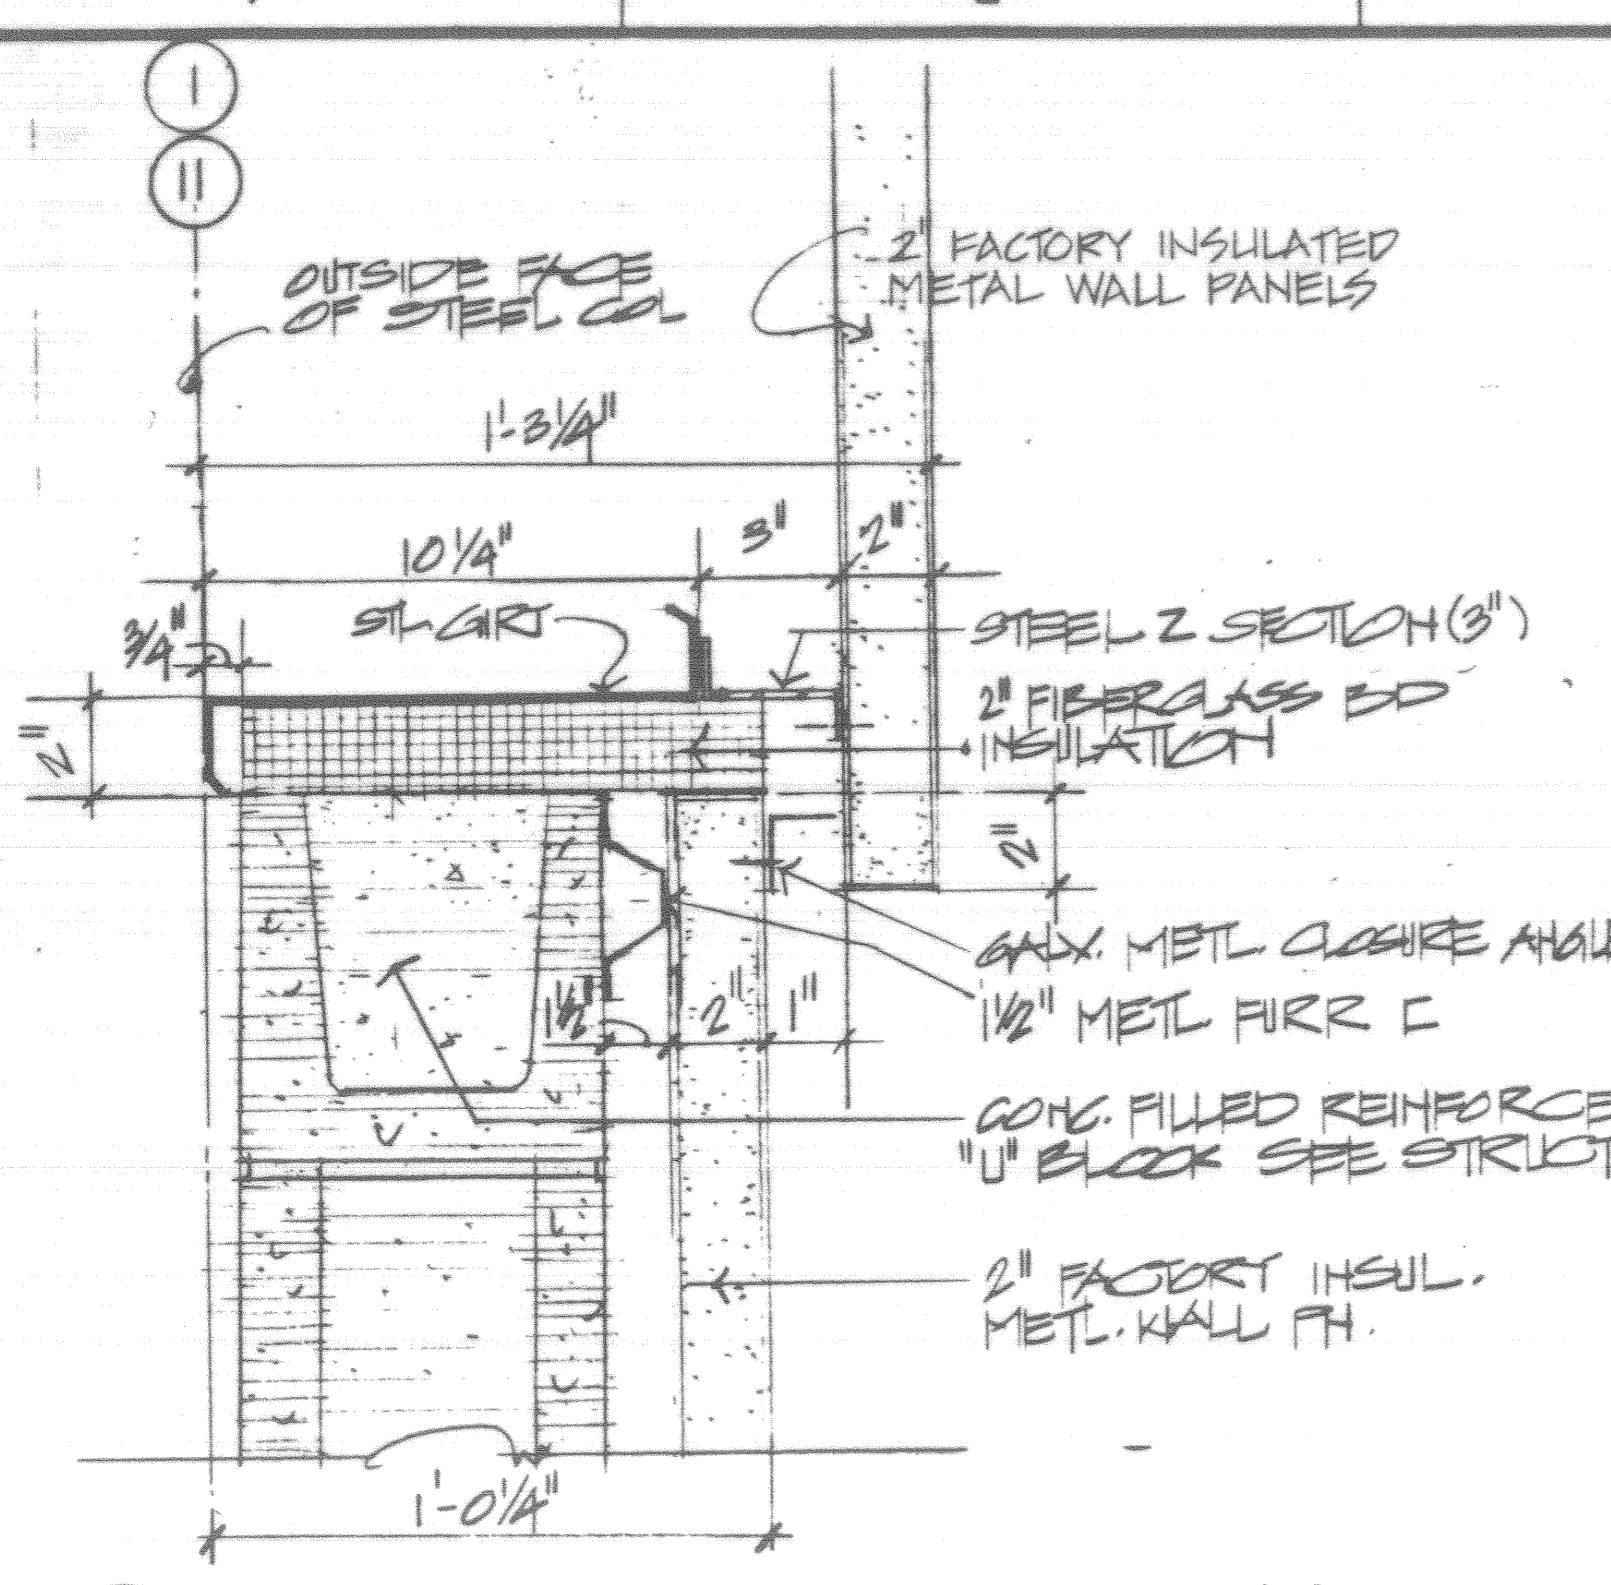 1
11
OUTSIDE FACE
OF STEEL COL
2" FACTORY INSULATED
METAL WALL PANELS
1'-3 1/4"
10 1/4"
3"
2"
3/4"
STL. GIRT
STEEL Z SECTION (3")
2" FIBERGLASS BD
INSULATION
2"
2"
GALV. METL. CLOSURE ANGL
1 1/2" METL FURR C
1 1/2"
2"
1"
CONC. FILLED REINFORCE
"U" BLOCK SEE STRUCT
2" FACTORY INSUL.
METL. WALL PN.
1'-0 1/4"